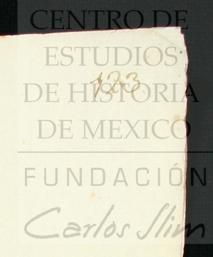 CENTRO DE
ESTUDIOS
123
DE HISTORIA
DE MEXICO
FUNDACIÓN
Carlos Slim